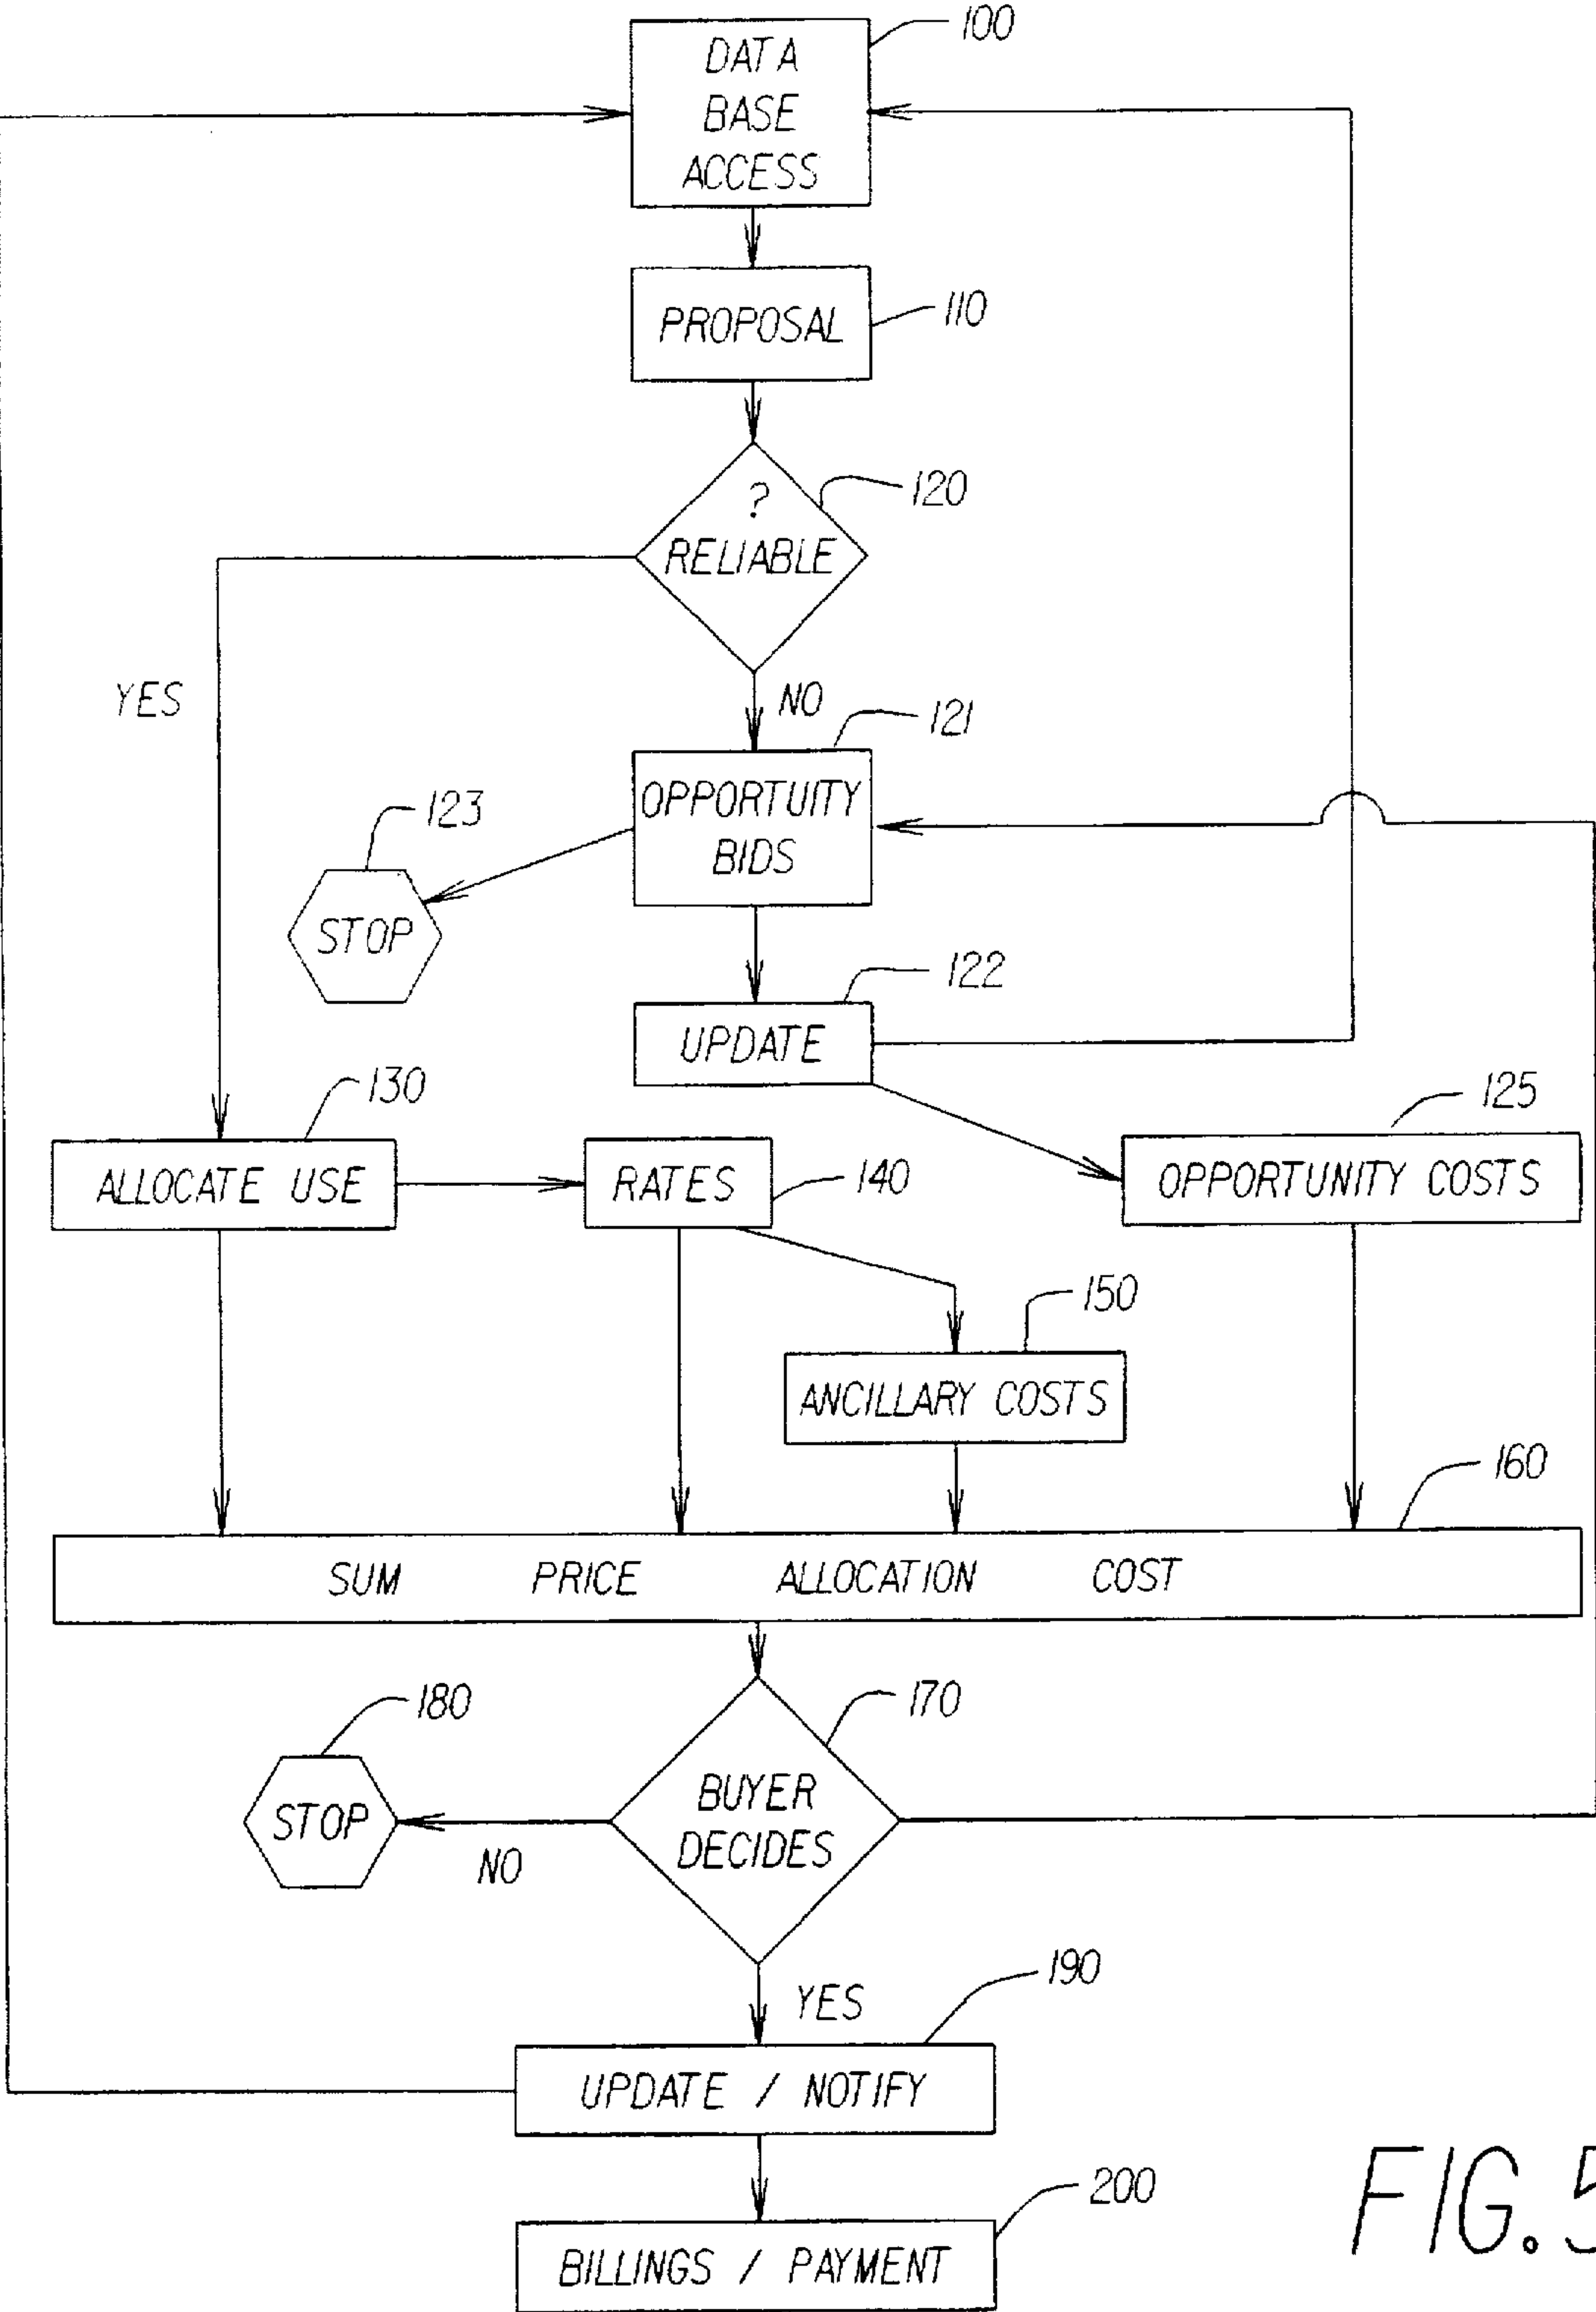 100
DATA
BASE
ACCESS
PROPOSAL
110
?
RELIABLE
120
YES
NO
121
OPPORTUITY
BIDS
123
STOP
122
UPDATE
130
ALLOCATE USE
RATES
140
125
OPPORTUNITY COSTS
150
ANCILLARY COSTS
160
SUM PRICE ALLOCATION COST
170
180
BUYER
DECIDES
STOP
NO
YES
190
UPDATE / NOTIFY
200
BILLINGS / PAYMENT
FIG. 5